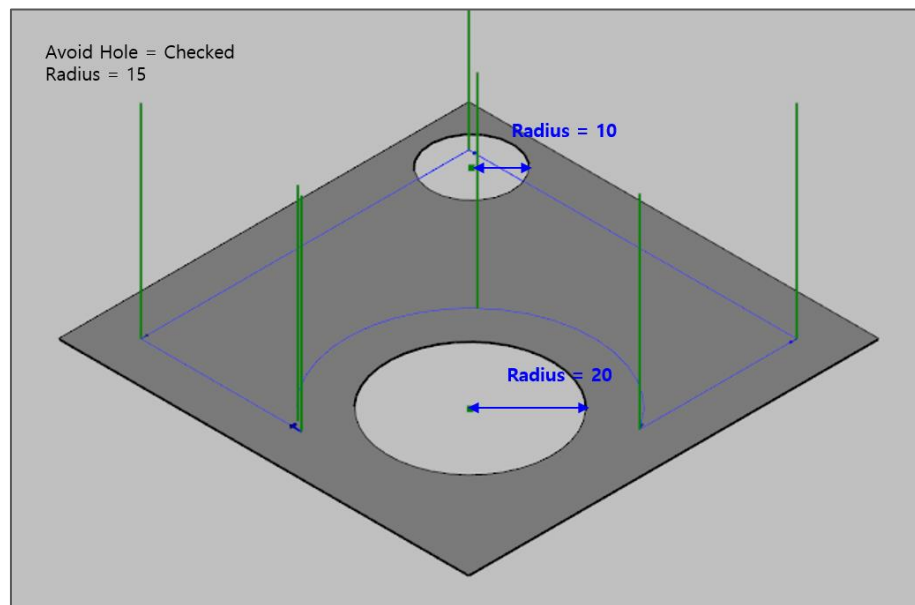 Avoid Hole = Checked
Radius = 15
Radius = 10
Radius = 20